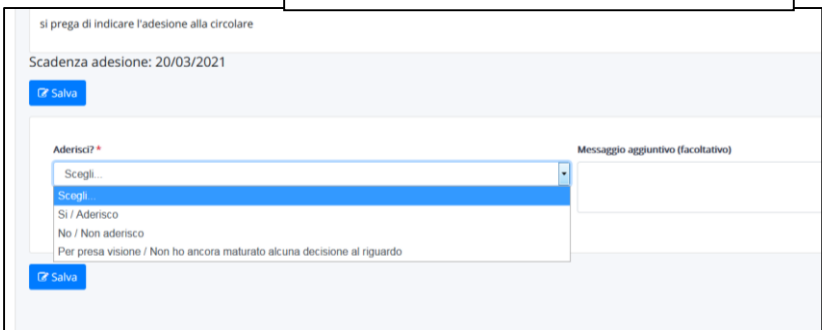 si prega di indicare l'adesione alla circolare
Scadenza adesione: 20/03/2021
Salva
Aderisci? *
Messaggio aggiuntivo (facoltativo)
Scegli...
Scegli...
Si / Aderisco
No / Non aderisco
Per presa visione / Non ho ancora maturato alcuna decisione al riguardo
Salva